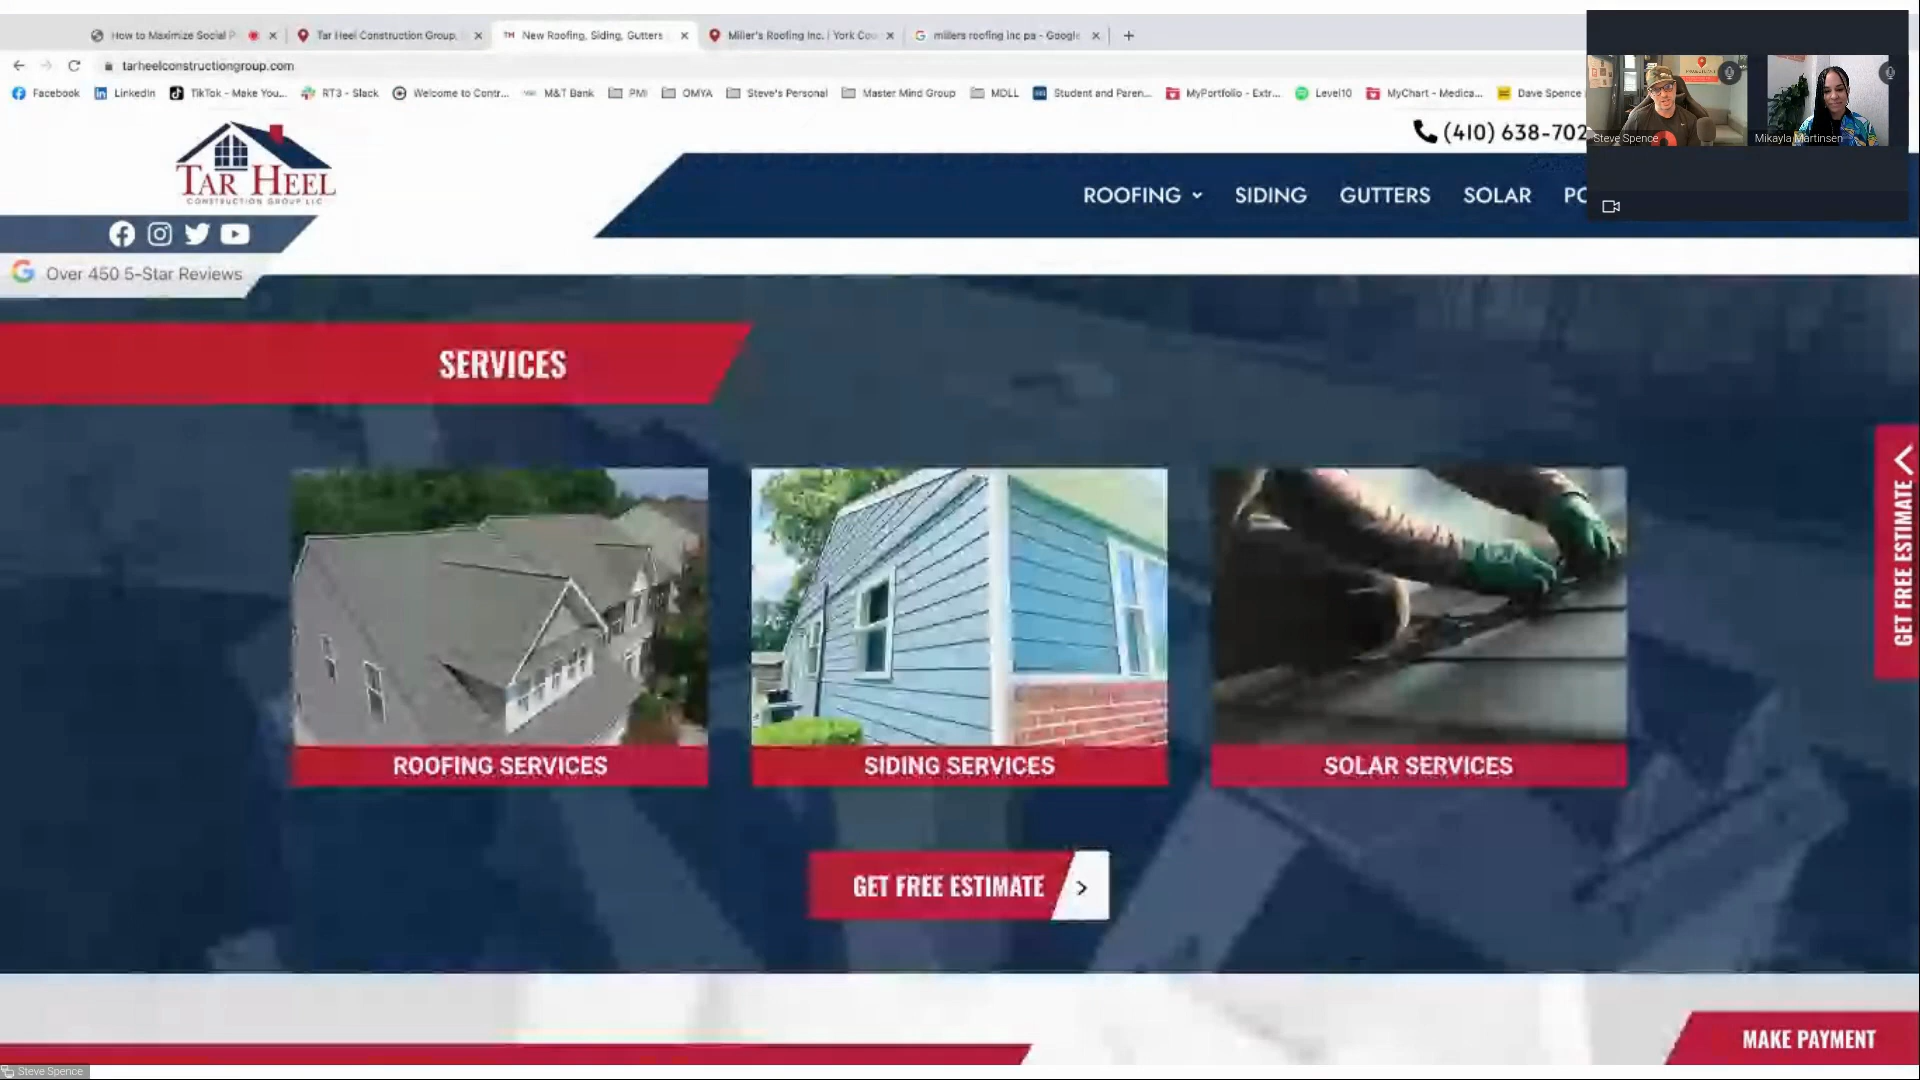 How to Maximize Social P
Tar Heel Construction Group,
TH New Roofing, Siding, Gutters
Miller's Roofing Inc. | York Cou
millers roofing inc pa - Google
tarheelconstructiongroup.com
Facebook
LinkedIn
TikTok - Make You...
RT3 - Slack
Welcome to Contr...
M&T Bank
PMI
OMYA
Steve's Personal
Master Mind Group
MDLL
Student and Paren...
MyPortfolio - Extr...
Level10
MyChart - Medica...
Dave Spence
Steve Spence
Mikayla Martinsen
TAR HEEL
CONSTRUCTION GROUP LLC
(410) 638-702
ROOFING
SIDING
GUTTERS
SOLAR
Over 450 5-Star Reviews
SERVICES
ROOFING SERVICES
SIDING SERVICES
SOLAR SERVICES
GET FREE ESTIMATE
GET FREE ESTIMATE
MAKE PAYMENT
Steve Spence